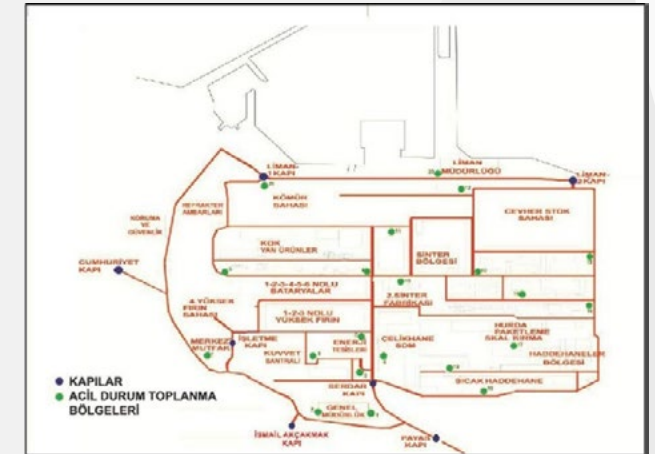 LİMAN-
1 KAPI
LİMAN
MÜDÜRLÜĞÜ
LİMAN-
KAPI
REFRAKTER
AMBARLARI
KÖMÜR
SAHASI
CEVHER STOK
SAHASI
KORUMA
VE
GÜVENLİK
KOK
YAN ÜRÜNLER
SİNTER
BÖLGESİ
CUMHURİYET
KAPI
1-2-3-4-5-6 NOLU
BATARYALAR
2.SİNTER
FABRİKASI
4.YÜKSEK
FIRIN
SAHASI
1-2-3 NOLU
YÜKSEK FIRIN
MERKEZ
MUTFAK
İŞLETME
KAPI
KUVVET
SANTRALI
ENERJİ
TESİSLERİ
ÇELİKHANE
SDM
HURDA
PAKETLEME
SKAL KIRMA
HADDEHANELER
BÖLGESİ
SICAK HADDEHANE
SERDAR
KAPI
● KAPILAR
● ACİL DURUM TOPLANMA
BÖLGELERİ
GENEL
MÜDÜRLÜK
İSMAİL AKÇAKMAK
KAPI
PAYAS
KAPI